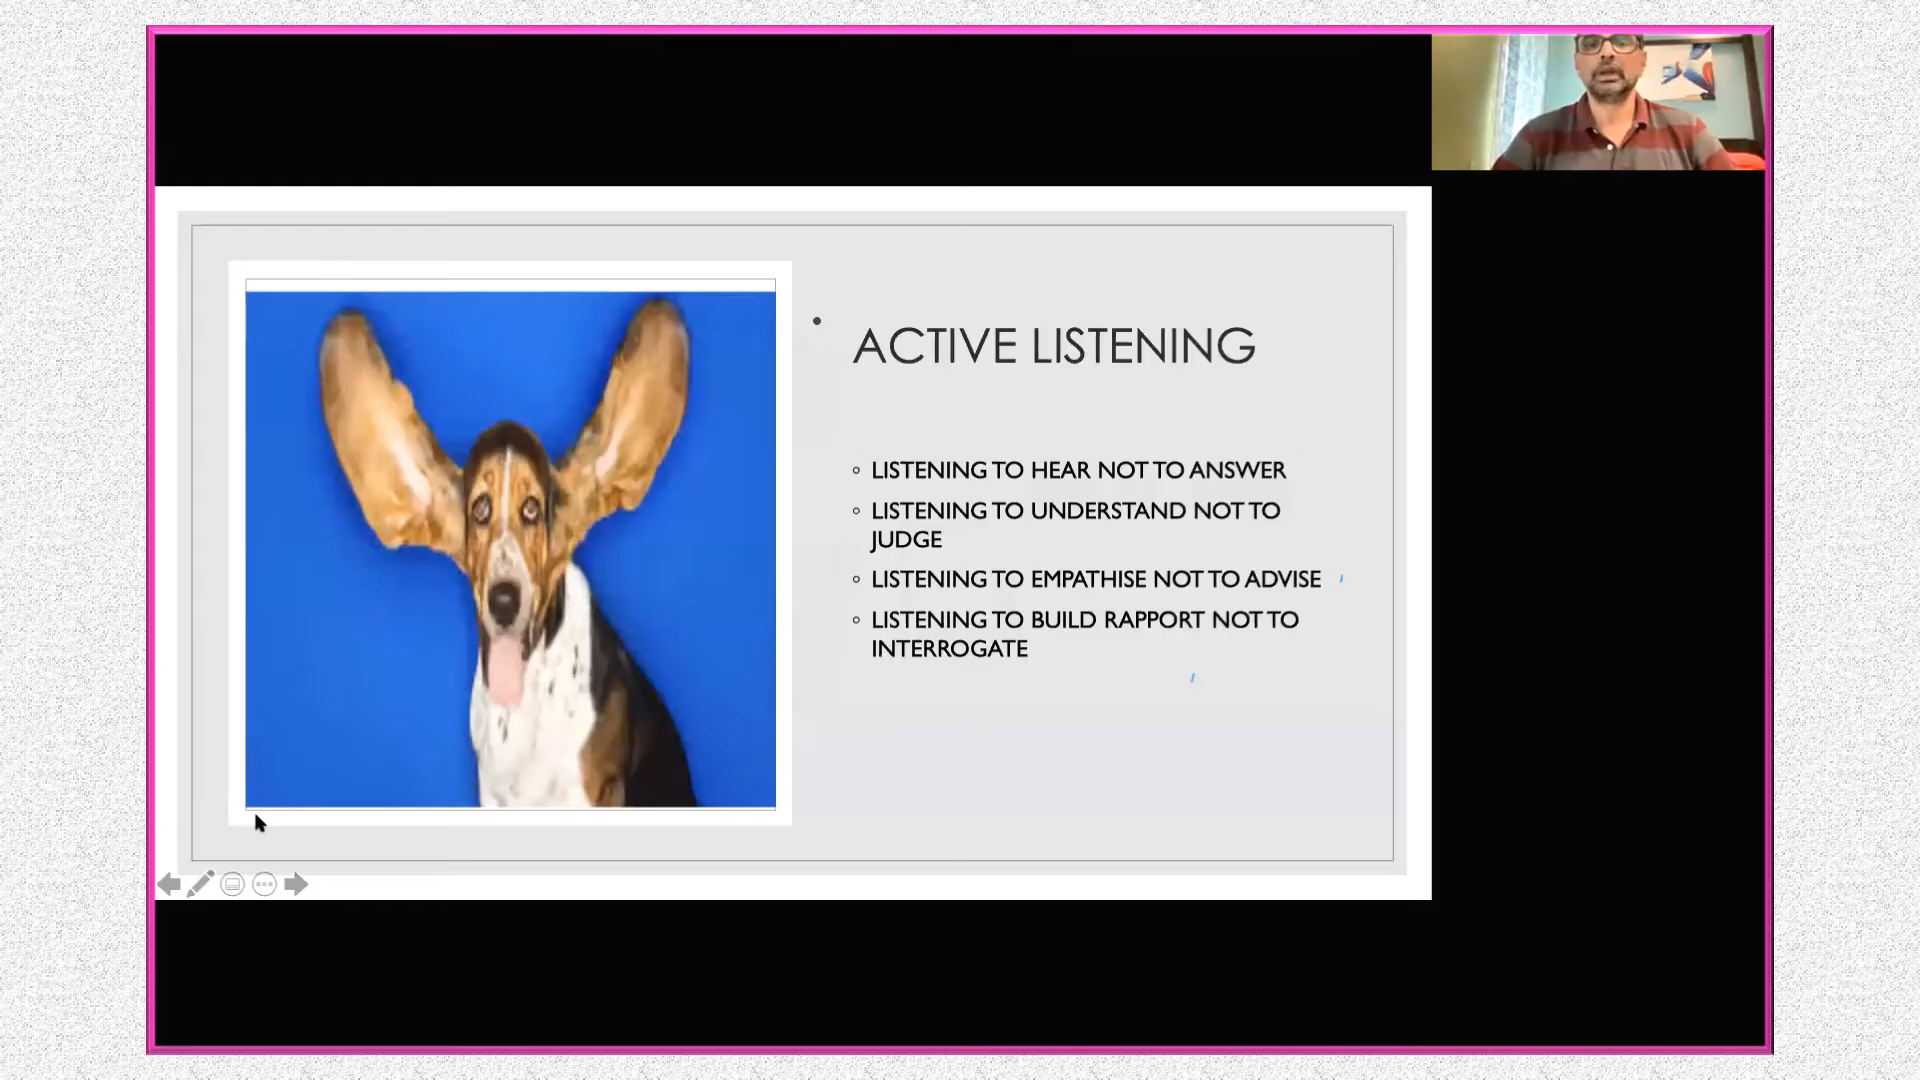 ACTIVE LISTENING
LISTENING TO HEAR NOT TO ANSWER
LISTENING TO UNDERSTAND NOT TO
JUDGE
LISTENING TO EMPATHISE NOT TO ADVISE
LISTENING TO BUILD RAPPORT NOT TO
INTERROGATE